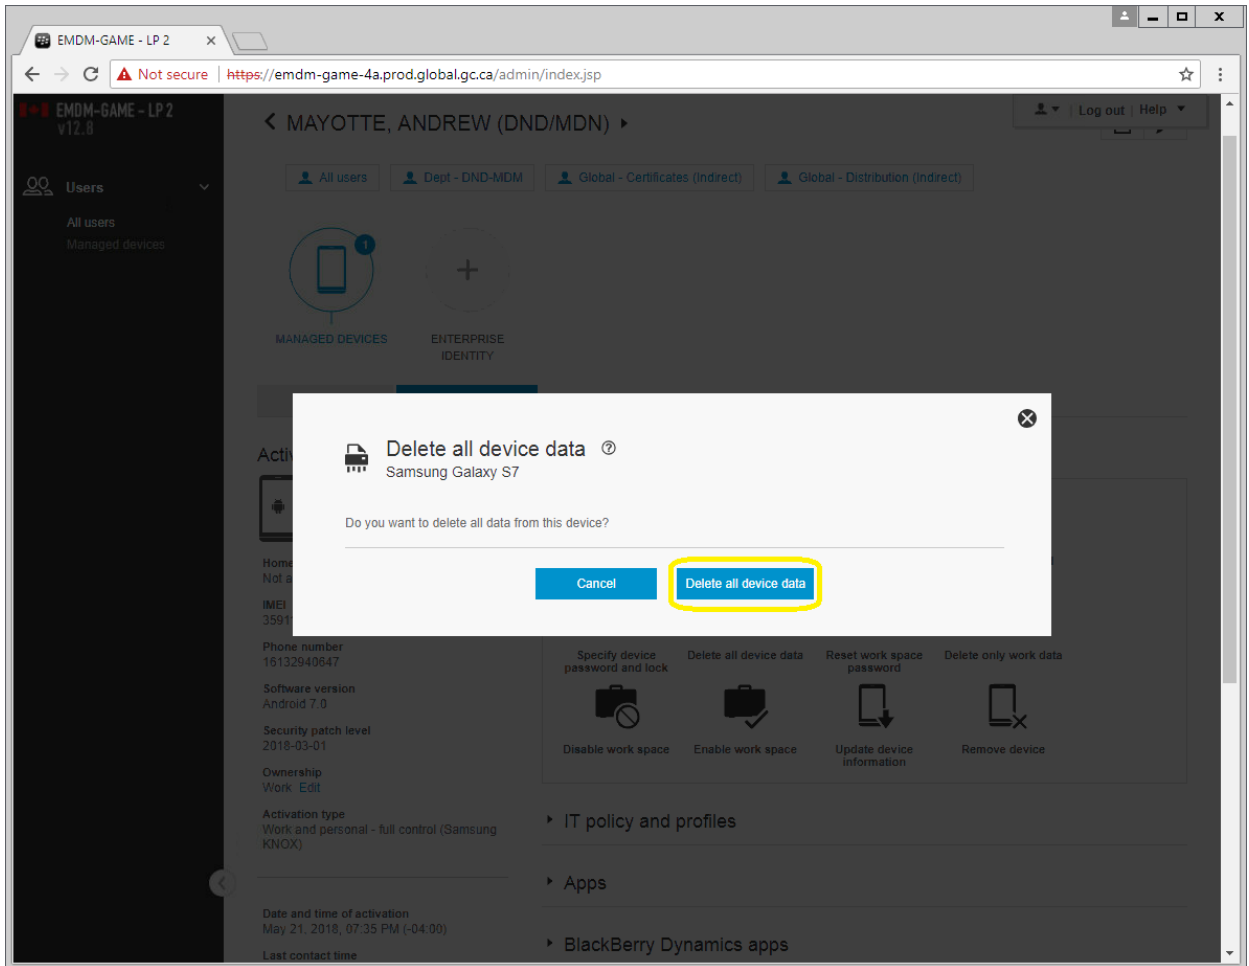 EMDM-GAME - LP 2
Not secure | https://emdm-game-4a.prod.global.gc.ca/admin/index.jsp
EMDM-GAME - LP 2
v12.8
MAYOTTE, ANDREW (DND/MDN)
Log out | Help
Users
All users
Managed devices
All users
Dept - DND-MDM
Global - Certificates (Indirect)
Global - Distribution (Indirect)
1
MANAGED DEVICES
ENTERPRISE
IDENTITY
Delete all device data
Samsung Galaxy S7
Do you want to delete all data from this device?
Cancel
Delete all device data
Acti
Home
Not a
IMEI
3591
Phone number
16132940647
Software version
Android 7.0
Security patch level
2018-03-01
Ownership
Work Edit
Activation type
Work and personal - full control (Samsung
KNOX)
Date and time of activation
May 21, 2018, 07:35 PM (-04:00)
Last contact time
Specify device
password and lock
Delete all device data
Reset work space
password
Delete only work data
Disable work space
Enable work space
Update device
information
Remove device
IT policy and profiles
Apps
BlackBerry Dynamics apps